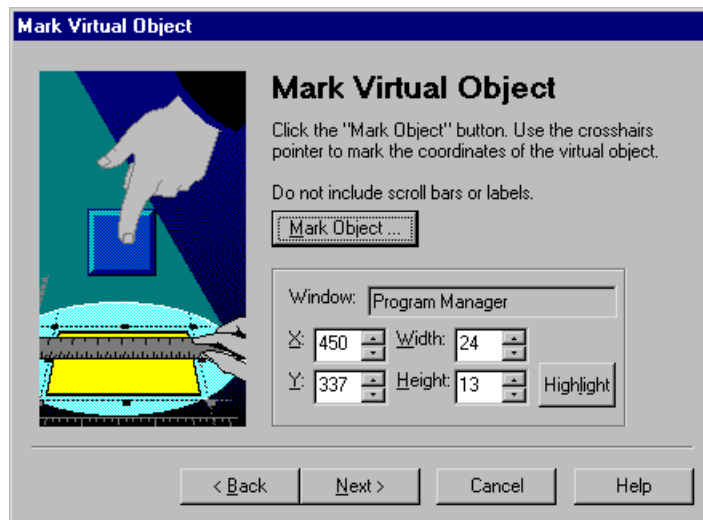 Mark Virtual Object
Mark Virtual Object
Click the "Mark Object" button. Use the crosshairs
pointer to mark the coordinates of the virtual object.
Do not include scroll bars or labels.
Mark Object ...
Window: Program Manager
X: 450 Width: 24
Y: 337 Height: 13 Highlight
< Back Next > Cancel Help